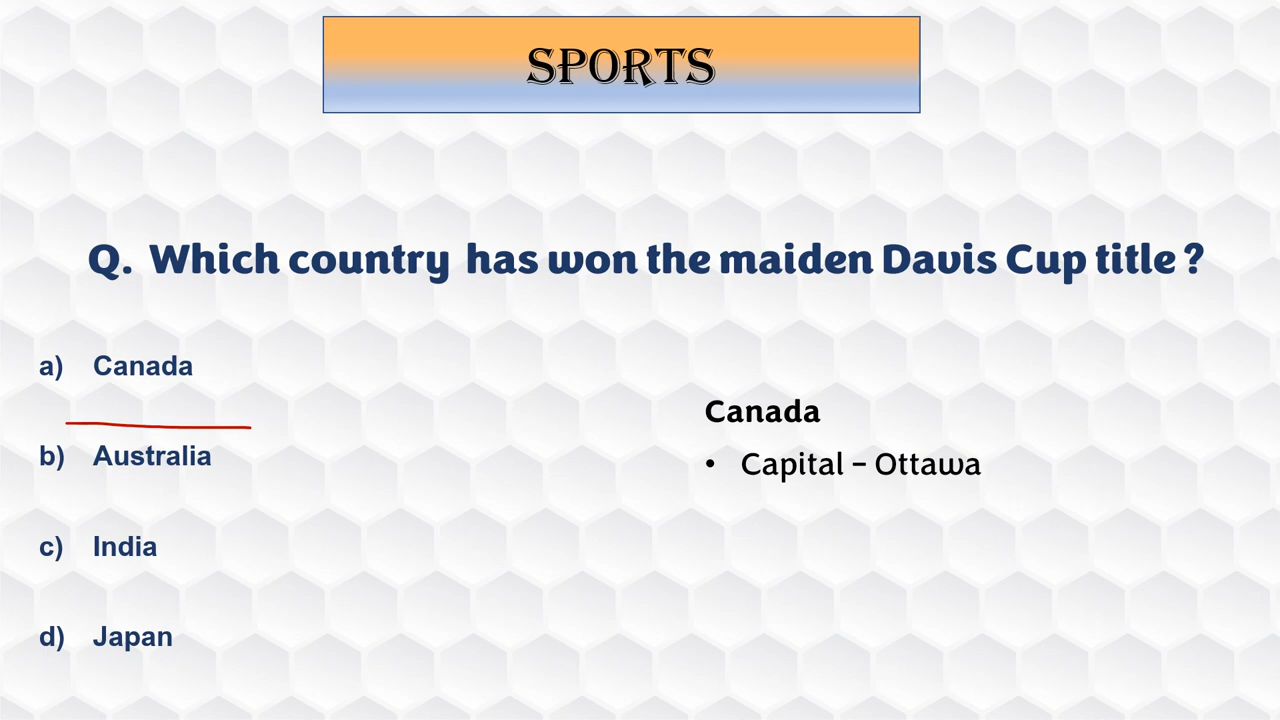 SPORTS
Q. Which country has won the maiden Davis Cup title ?
a) Canada
b) Australia
c) India
d) Japan
Canada
• Capital – Ottawa